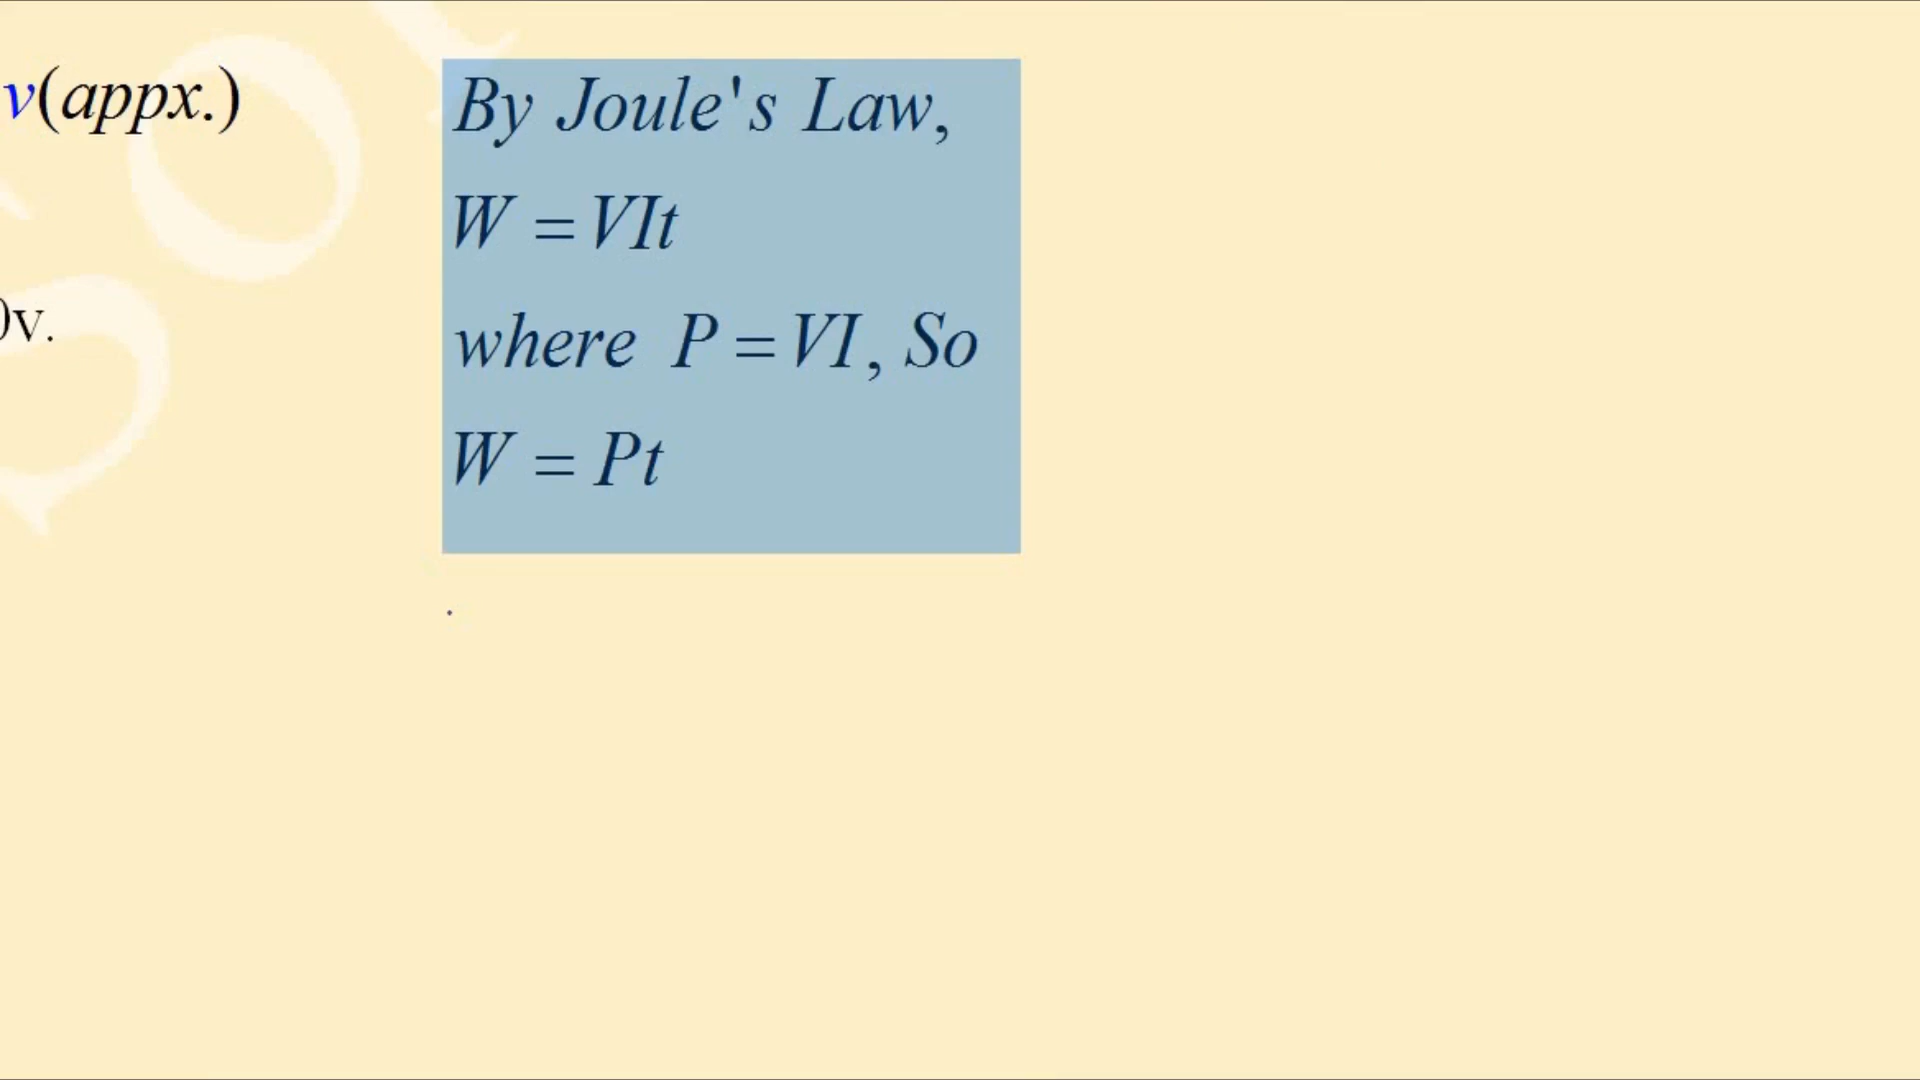 v(appx.)
By Joule's Law,
W = VIt
v.
where P = VI, So
W = Pt